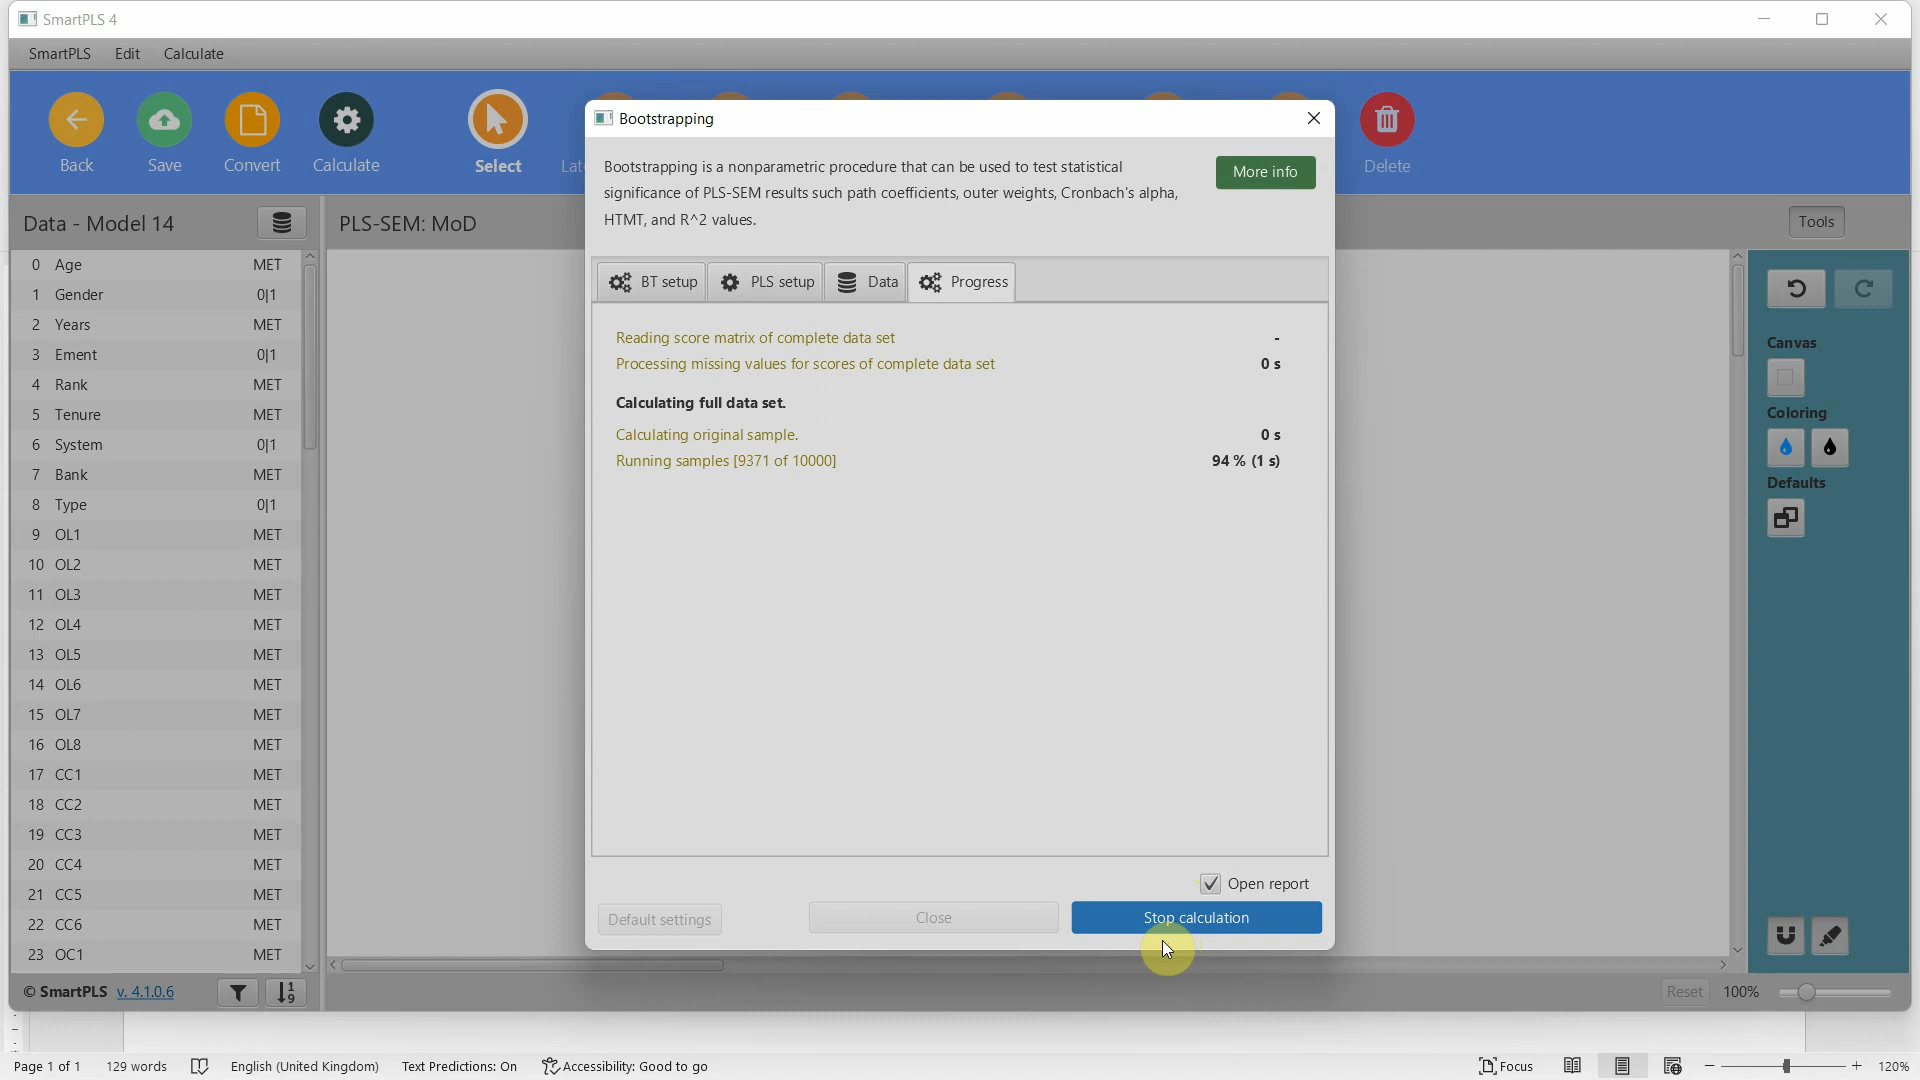 SmartPLS 4
SmartPLS Edit Calculate
Back Save Convert Calculate Select Delete
Data - Model 14
PLS-SEM: MoD
Tools
0 Age MET
1 Gender 0|1
2 Years MET
3 Ement 0|1
4 Rank MET
5 Tenure MET
6 System 0|1
7 Bank MET
8 Type 0|1
9 OL1 MET
10 OL2 MET
11 OL3 MET
12 OL4 MET
13 OL5 MET
14 OL6 MET
15 OL7 MET
16 OL8 MET
17 CC1 MET
18 CC2 MET
19 CC3 MET
20 CC4 MET
21 CC5 MET
22 CC6 MET
23 OC1 MET
© SmartPLS v. 4.1.0.6
1
9
Bootstrapping
Bootstrapping is a nonparametric procedure that can be used to test statistical
significance of PLS-SEM results such path coefficients, outer weights, Cronbach's alpha,
HTMT, and R^2 values.
More info
BT setup PLS setup Data Progress
Reading score matrix of complete data set -
Processing missing values for scores of complete data set 0 s
Calculating full data set.
Calculating original sample. 0 s
Running samples [9371 of 10000] 94 % (1 s)
Open report
Default settings Close Stop calculation
Canvas
Coloring
Defaults
Reset 100%
Page 1 of 1 129 words English (United Kingdom) Text Predictions: On Accessibility: Good to go Focus 120%